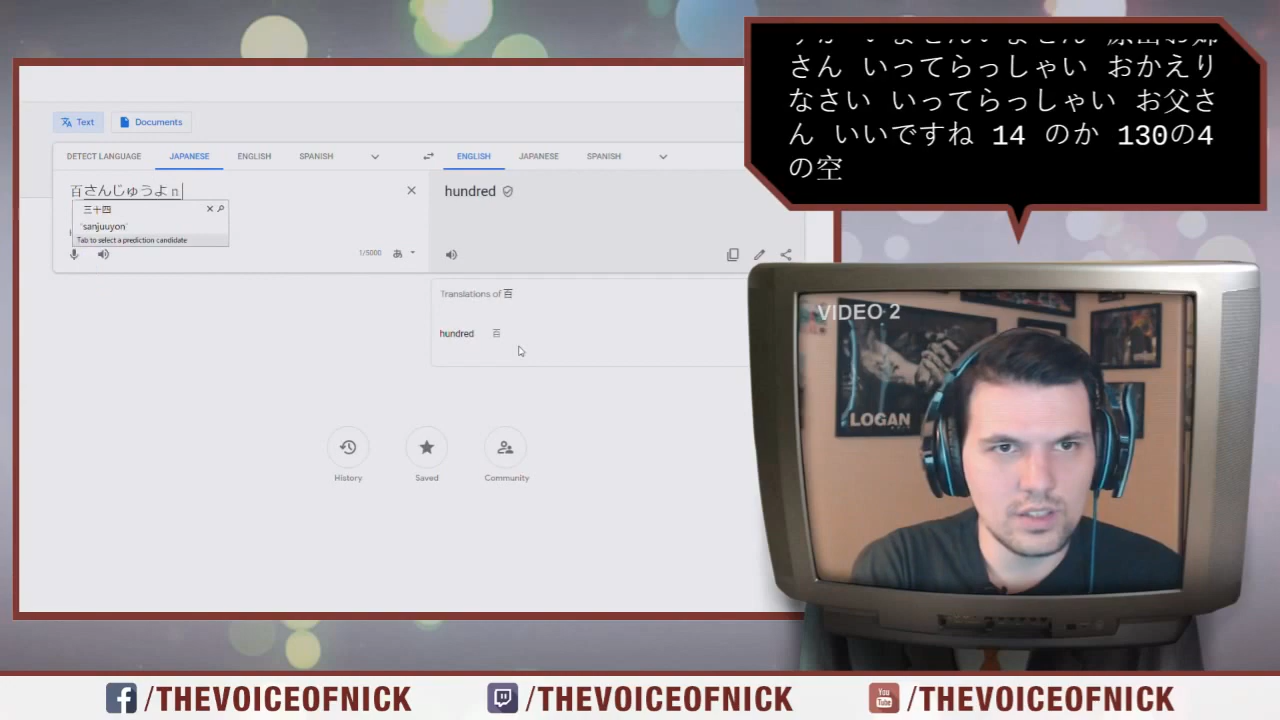 さん いってらっしゃい おかえり
なさい いってらっしゃい お父さ
ん いいですね 14 のか 130の4
の空
Text
Documents
DETECT LANGUAGE
JAPANESE
ENGLISH
SPANISH
ENGLISH
JAPANESE
SPANISH
百さんじゅうよn
hundred
三十四
"sanjuuyon"
Tab to select a prediction candidate
1/5000
あ
Translations of 百
hundred 百
VIDEO 2
LOGAN
History
Saved
Community
/THEVOICEOFNICK
/THEVOICEOFNICK
You
Tube
/THEVOICEOFNICK